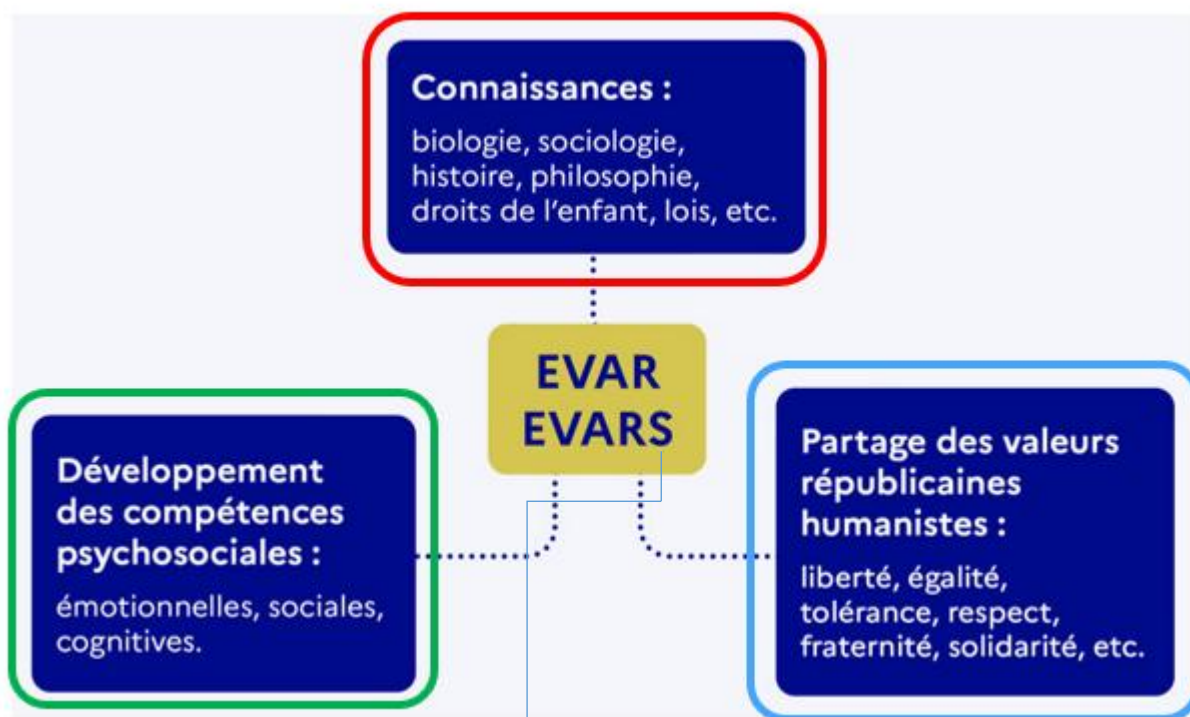 Connaissances :
biologie, sociologie,
histoire, philosophie,
droits de l'enfant, lois, etc.
EVAR
EVARS
Développement
des compétences
psychosociales :
émotionnelles, sociales,
cognitives.
Partage des valeurs
républicaines
humanistes :
liberté, égalité,
tolérance, respect,
fraternité, solidarité, etc.